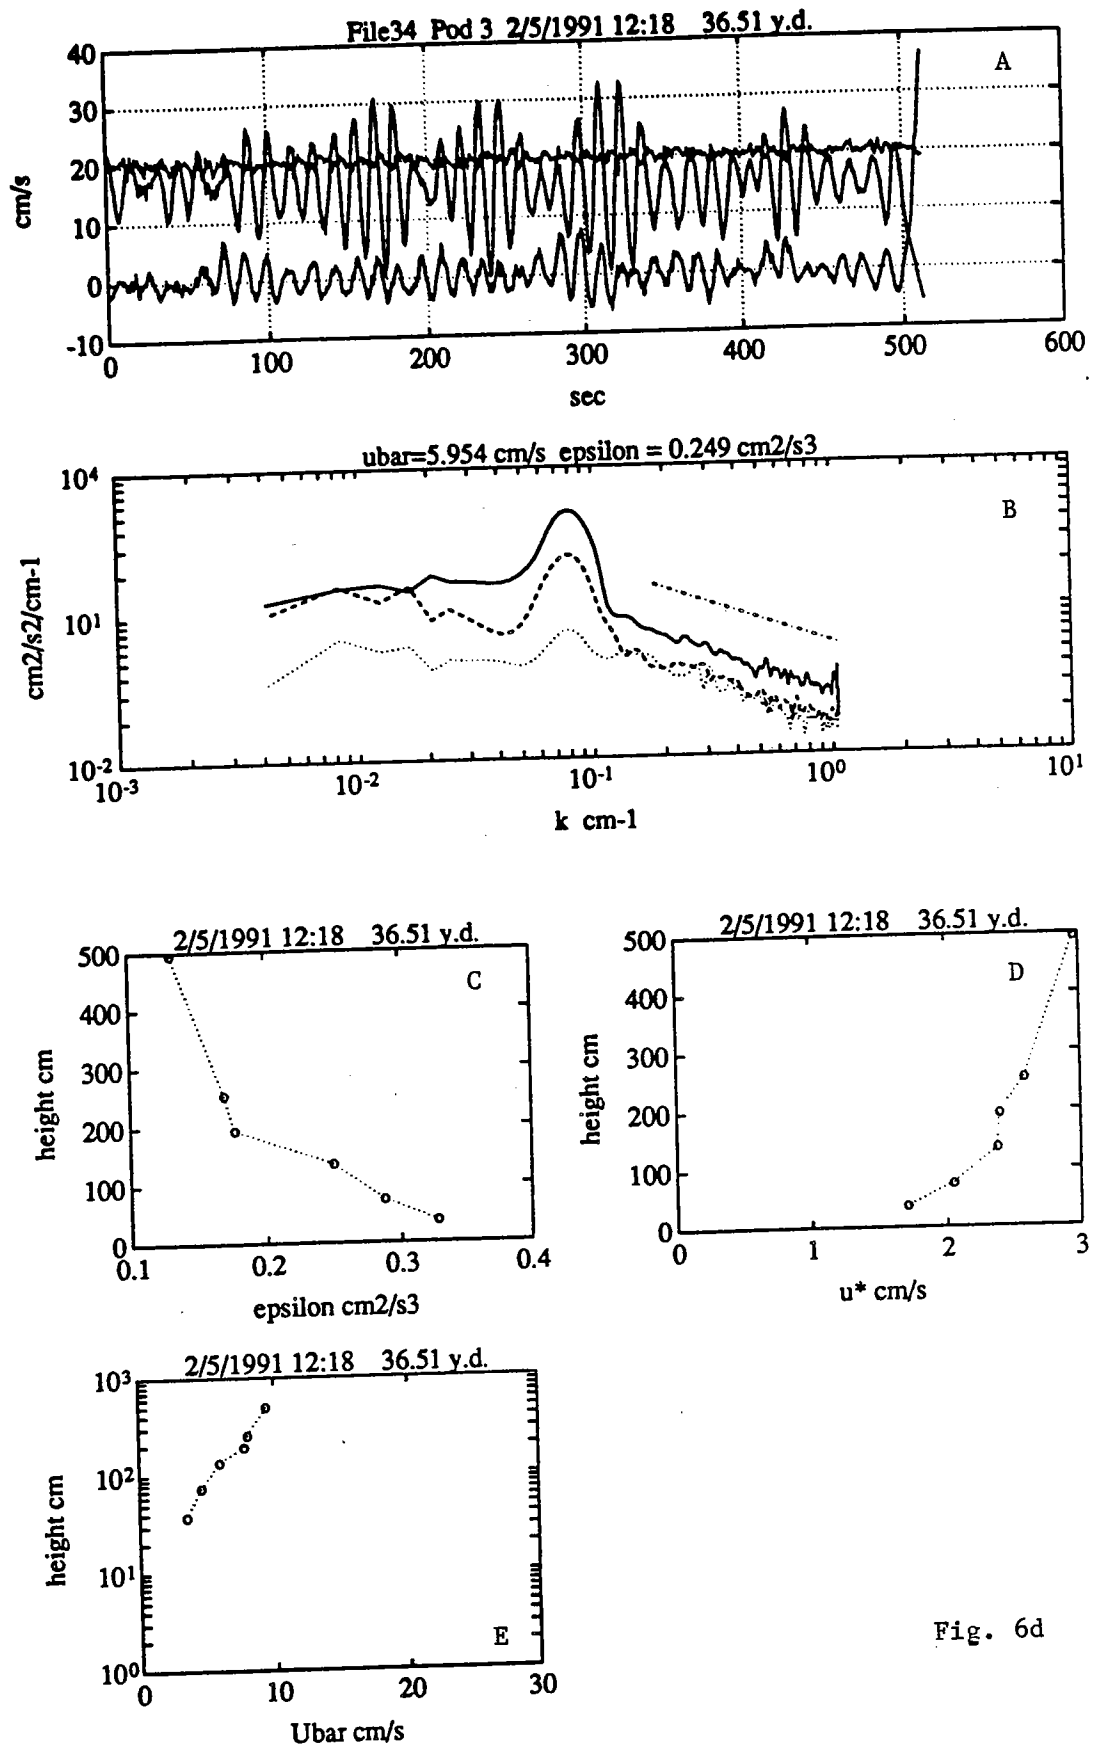 File34 Pod 3 2/5/1991 12:18 36.51 y.d.
A
40
30
20
10
0
-10
cm/s
0 100 200 300 400 500 600
sec
ubar=5.954 cm/s epsilon = 0.249 cm2/s3
B
10^4
10^1
10^-2
cm2/s2/cm-1
10^-3 10^-2 10^-1 10^0 10^1
k cm-1
2/5/1991 12:18 36.51 y.d.
C
500
400
300
200
100
0
height cm
0.1 0.2 0.3 0.4
epsilon cm2/s3
2/5/1991 12:18 36.51 y.d.
D
500
400
300
200
100
0
height cm
0 1 2 3
u* cm/s
2/5/1991 12:18 36.51 y.d.
10^3
10^2
10^1
10^0
height cm
E
0 10 20 30
Ubar cm/s
Fig. 6d